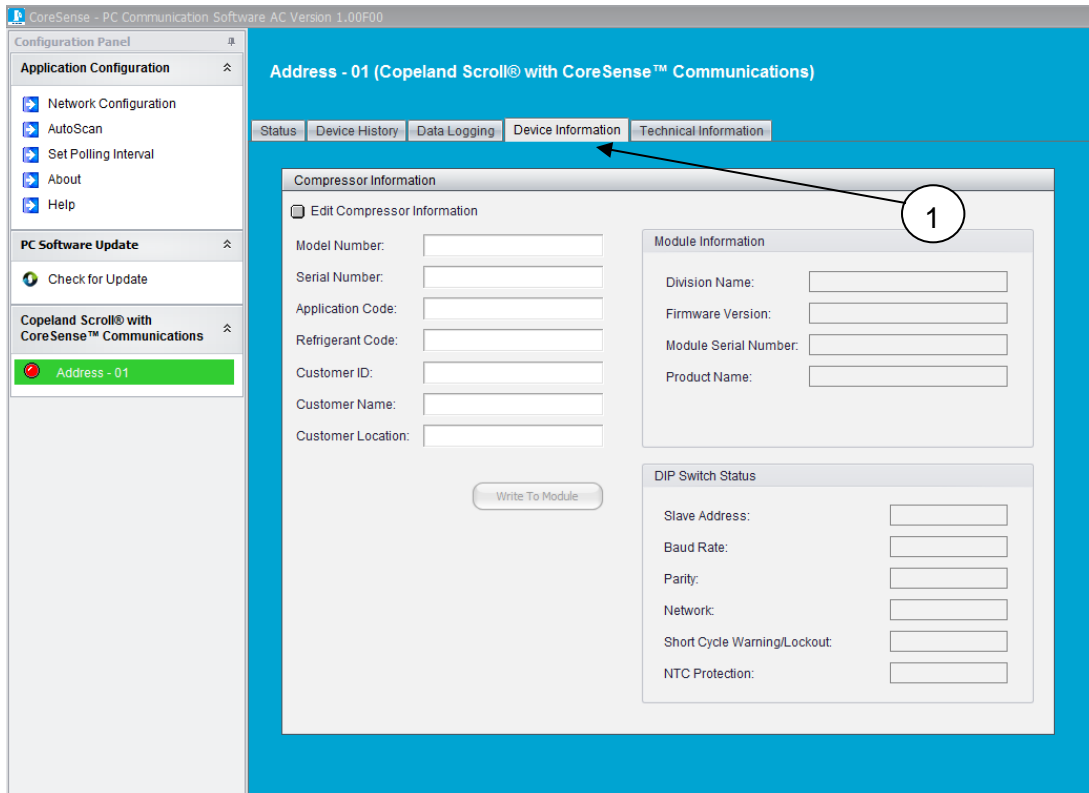 CoreSense - PC Communication Software AC Version 1.00F00
Configuration Panel
Application Configuration
Network Configuration
AutoScan
Set Polling Interval
About
Help
PC Software Update
Check for Update
Copeland Scroll® with
CoreSense™ Communications
Address - 01
Address - 01 (Copeland Scroll® with CoreSense™ Communications)
Status Device History Data Logging Device Information Technical Information
1
Compressor Information
Edit Compressor Information
Model Number:
Serial Number:
Application Code:
Refrigerant Code:
Customer ID:
Customer Name:
Customer Location:
Write To Module
Module Information
Division Name:
Firmware Version:
Module Serial Number:
Product Name:
DIP Switch Status
Slave Address:
Baud Rate:
Parity:
Network:
Short Cycle Warning/Lockout:
NTC Protection: